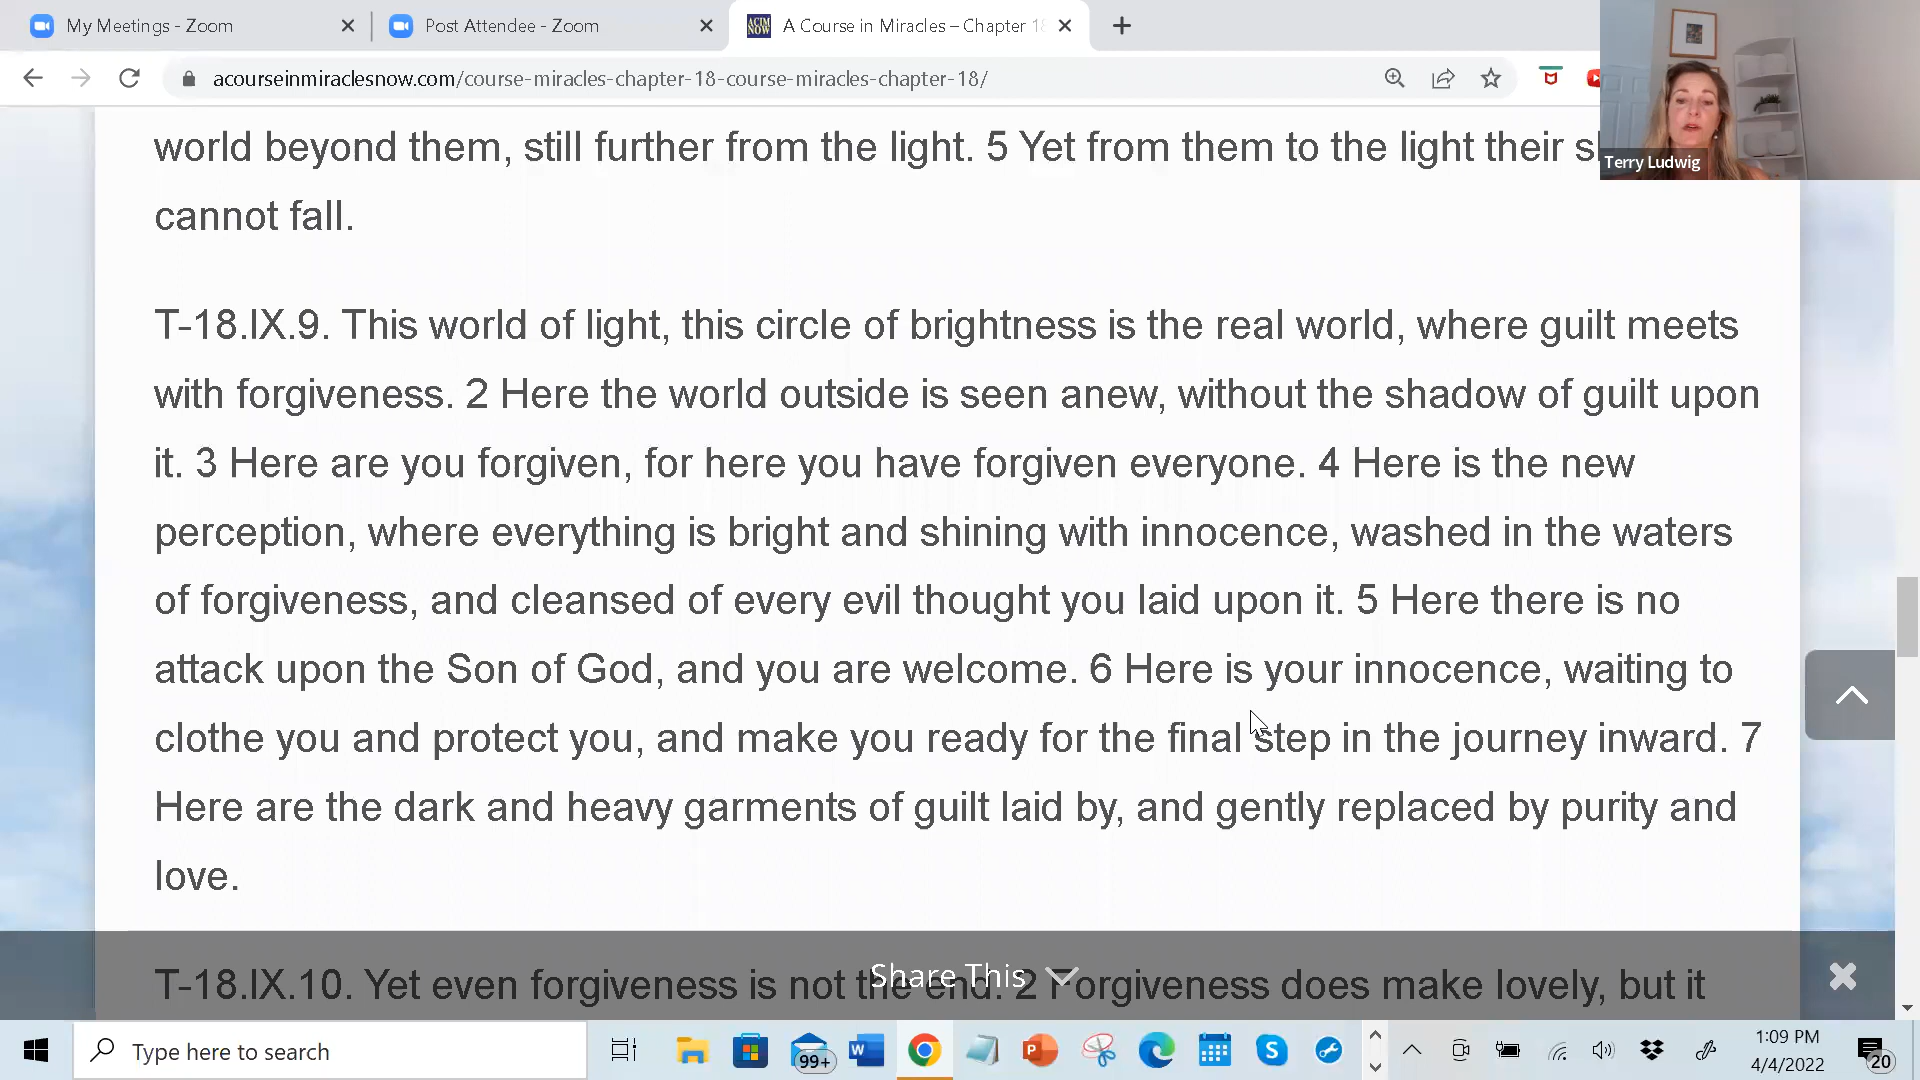 My Meetings - Zoom
Post Attendee - Zoom
ACIM NOW
A Course in Miracles – Chapter 18
acourseinmiraclesnow.com/course-miracles-chapter-18-course-miracles-chapter-18/
Terry Ludwig
world beyond them, still further from the light. 5 Yet from them to the light their
cannot fall.
T-18.IX.9. This world of light, this circle of brightness is the real world, where guilt meets
with forgiveness. 2 Here the world outside is seen anew, without the shadow of guilt upon
it. 3 Here are you forgiven, for here you have forgiven everyone. 4 Here is the new
perception, where everything is bright and shining with innocence, washed in the waters
of forgiveness, and cleansed of every evil thought you laid upon it. 5 Here there is no
attack upon the Son of God, and you are welcome. 6 Here is your innocence, waiting to
clothe you and protect you, and make you ready for the final step in the journey inward. 7
Here are the dark and heavy garments of guilt laid by, and gently replaced by purity and
love.
T-18.IX.10. Yet even forgiveness is not the end. 2 Forgiveness does make lovely, but it
Share This
Type here to search
99+
1:09 PM
4/4/2022
20